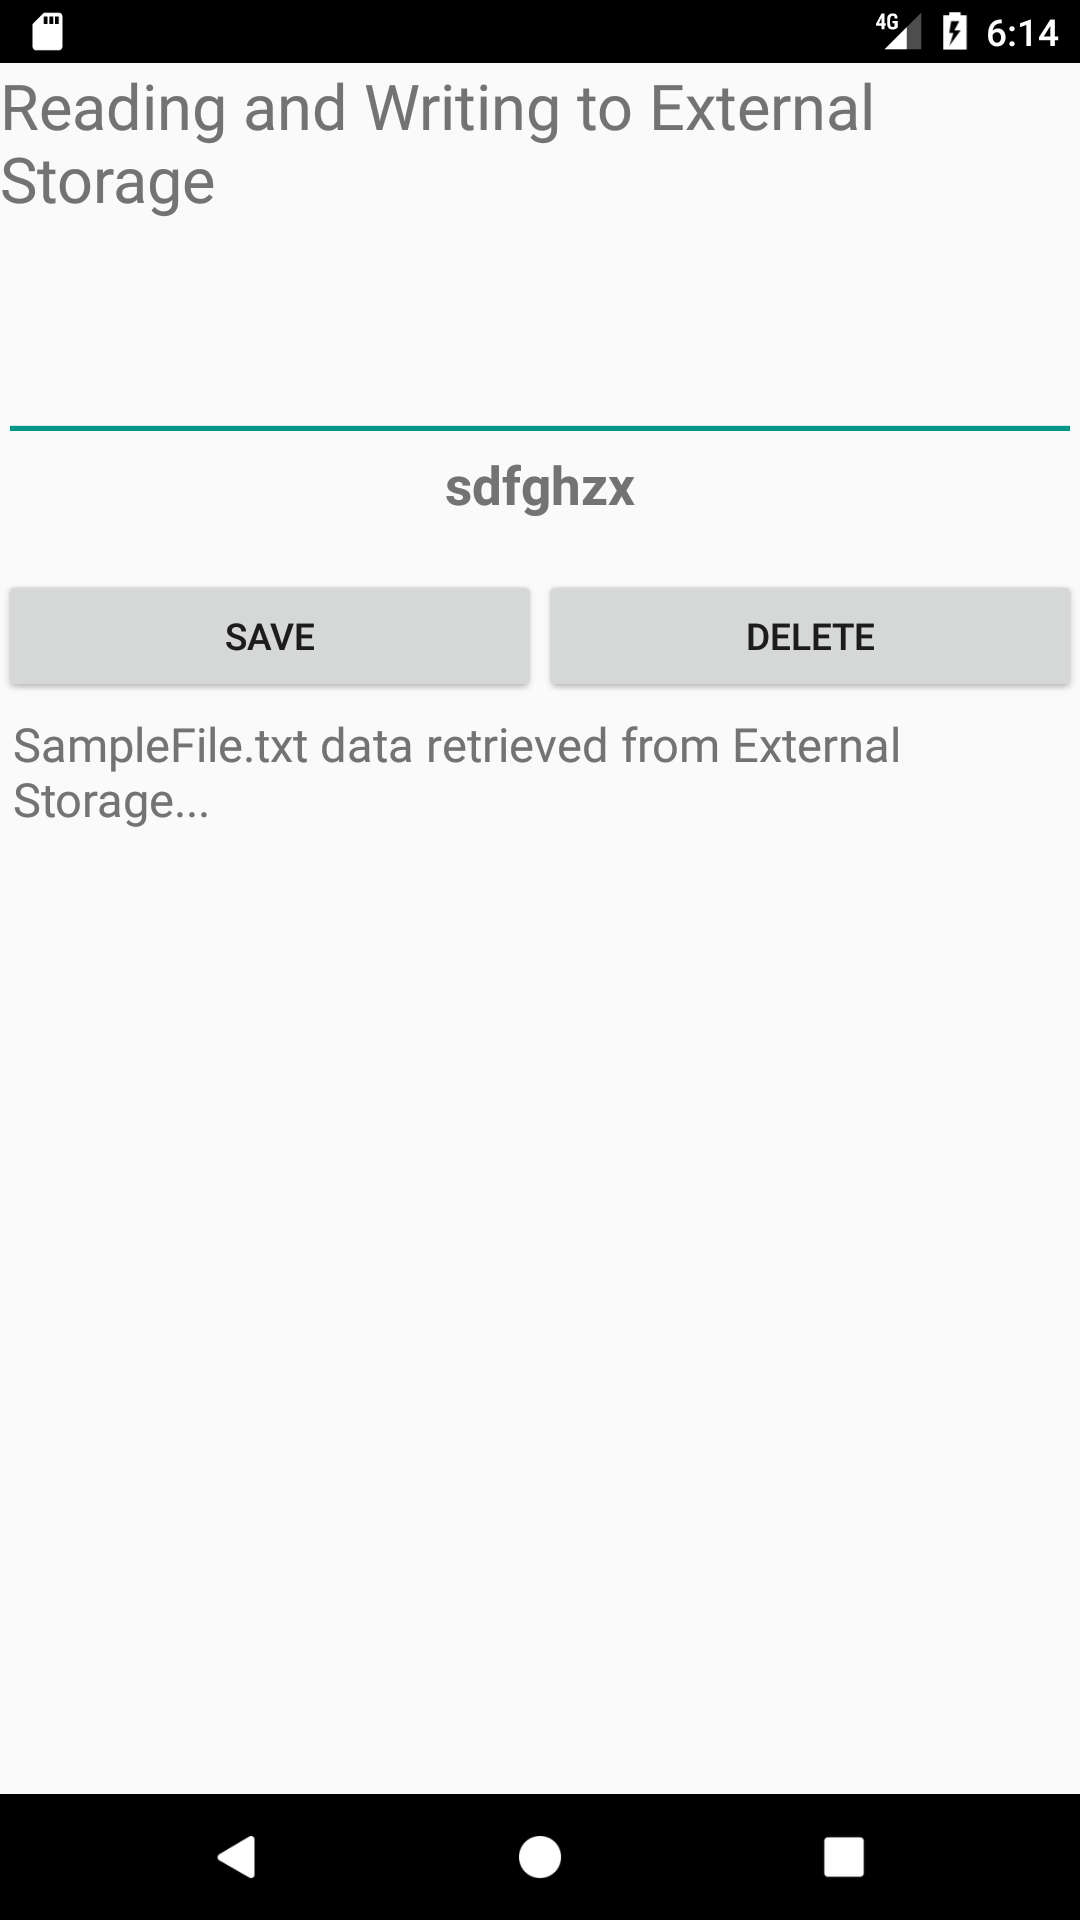 4G 6:14
Reading and Writing to External
Storage
sdfghzx
SAVE DELETE
SampleFile.txt data retrieved from External
Storage...